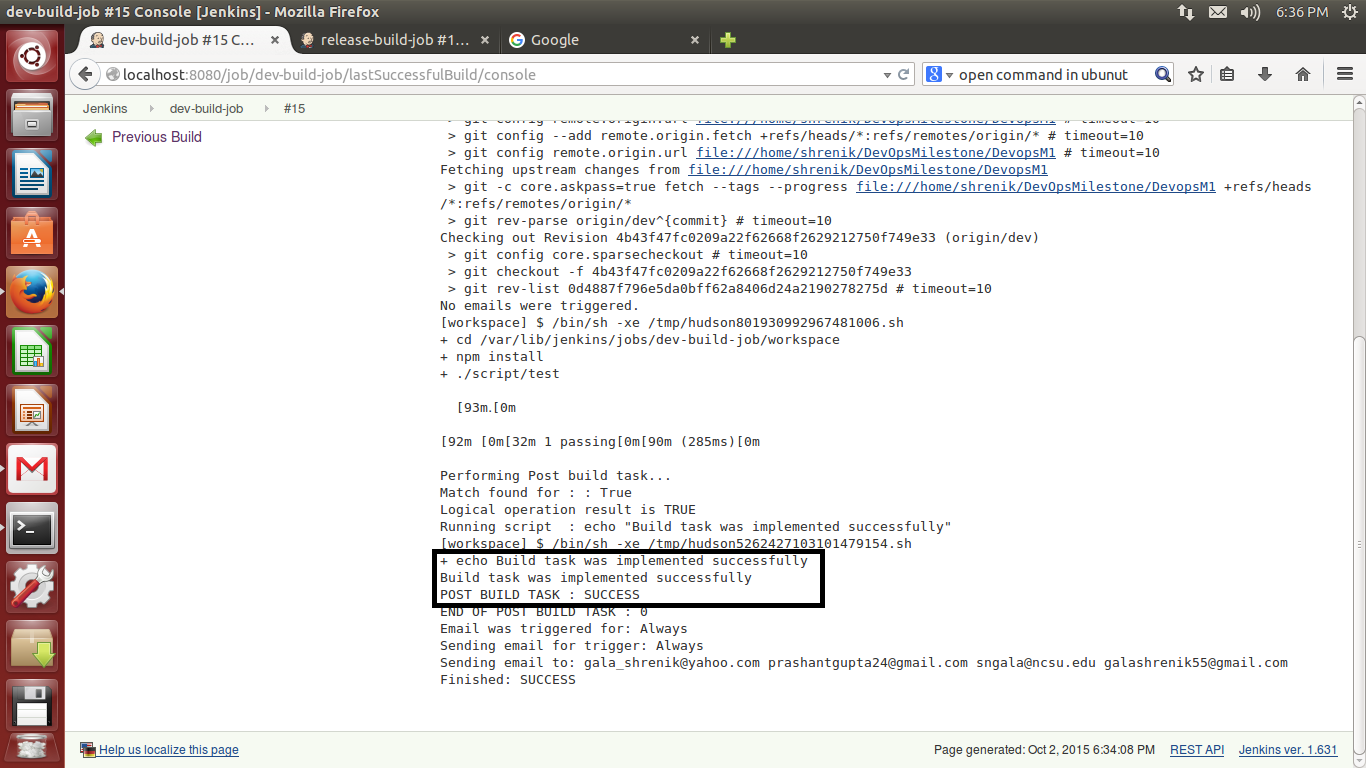 dev-build-job #15 Console [Jenkins] - Mozilla Firefox
6:36 PM
dev-build-job #15 C...
release-build-job #1...
Google
localhost:8080/job/dev-build-job/lastSuccessfulBuild/console
open command in ubunut
Jenkins
dev-build-job
#15
Previous Build
> git config remote.origin.url file:///home/shrenik/DevOpsMilestone/DevopsM1 # timeout=10
> git config --add remote.origin.fetch +refs/heads/*:refs/remotes/origin/* # timeout=10
> git config remote.origin.url file:///home/shrenik/DevOpsMilestone/DevopsM1 # timeout=10
Fetching upstream changes from file:///home/shrenik/DevOpsMilestone/DevopsM1
> git -c core.askpass=true fetch --tags --progress file:///home/shrenik/DevOpsMilestone/DevopsM1 +refs/heads
/*:refs/remotes/origin/*
> git rev-parse origin/dev^{commit} # timeout=10
Checking out Revision 4b43f47fc0209a22f62668f2629212750f749e33 (origin/dev)
> git config core.sparsecheckout # timeout=10
> git checkout -f 4b43f47fc0209a22f62668f2629212750f749e33
> git rev-list 0d4887f796e5da0bff62a8406d24a2190278275d # timeout=10
No emails were triggered.
[workspace] $ /bin/sh -xe /tmp/hudson801930992967481006.sh
+ cd /var/lib/jenkins/jobs/dev-build-job/workspace
+ npm install
+ ./script/test
[93m.[0m
[92m [0m[32m 1 passing[0m[90m (285ms)[0m
Performing Post build task...
Match found for : : True
Logical operation result is TRUE
Running script  : echo "Build task was implemented successfully"
[workspace] $ /bin/sh -xe /tmp/hudson5262427103101479154.sh
+ echo Build task was implemented successfully
Build task was implemented successfully
POST BUILD TASK : SUCCESS
END OF POST BUILD TASK : 0
Email was triggered for: Always
Sending email for trigger: Always
Sending email to: gala_shrenik@yahoo.com prashantgupta24@gmail.com sngala@ncsu.edu galashrenik55@gmail.com
Finished: SUCCESS
Help us localize this page
Page generated: Oct 2, 2015 6:34:08 PM
REST API
Jenkins ver. 1.631